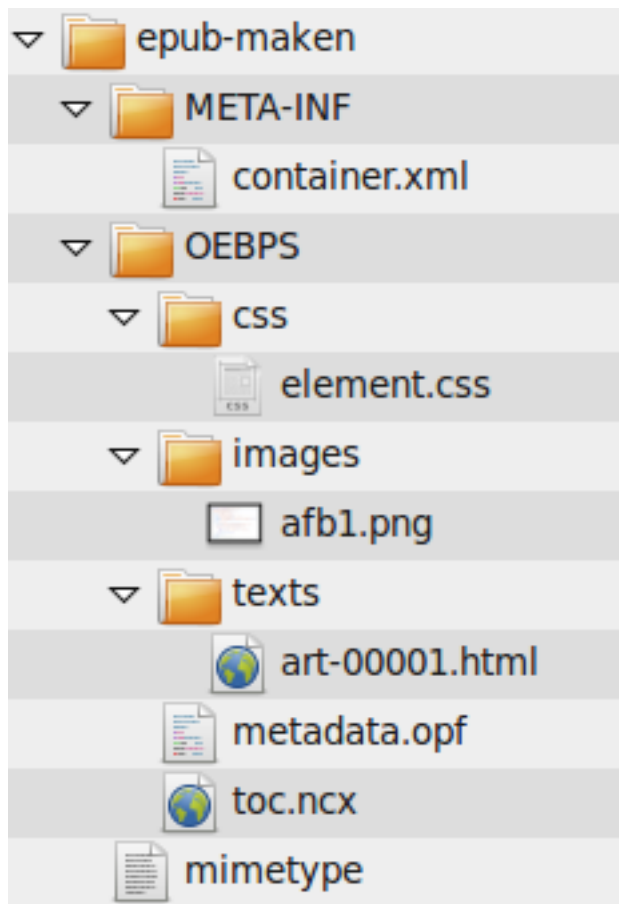 epub-maken
META-INF
container.xml
OEBPS
css
CSS
element.css
images
afb1.png
texts
art-00001.html
metadata.opf
toc.ncx
mimetype